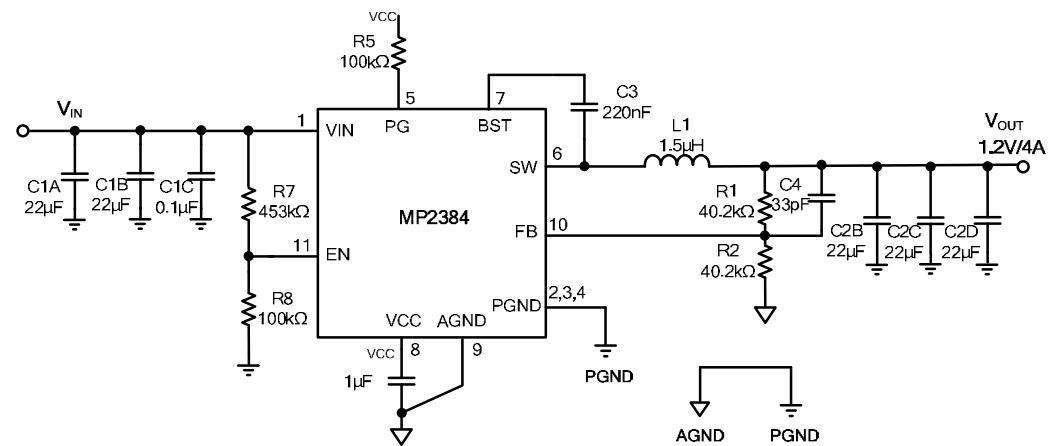 VCC
R5
100kΩ
5
7
C3
220nF
VIN
1
VIN
PG
BST
L1
1.5μH
VOUT
1.2V/4A
6
SW
C1A
22μF
C1B
22μF
C1C
0.1μF
R7
453kΩ
MP2384
R1
40.2kΩ
C4
33pF
FB
10
C2B
22μF
C2C
22μF
C2D
22μF
11
EN
R2
40.2kΩ
R8
100kΩ
2,3,4
PGND
VCC
AGND
VCC
8
9
1μF
PGND
AGND
PGND